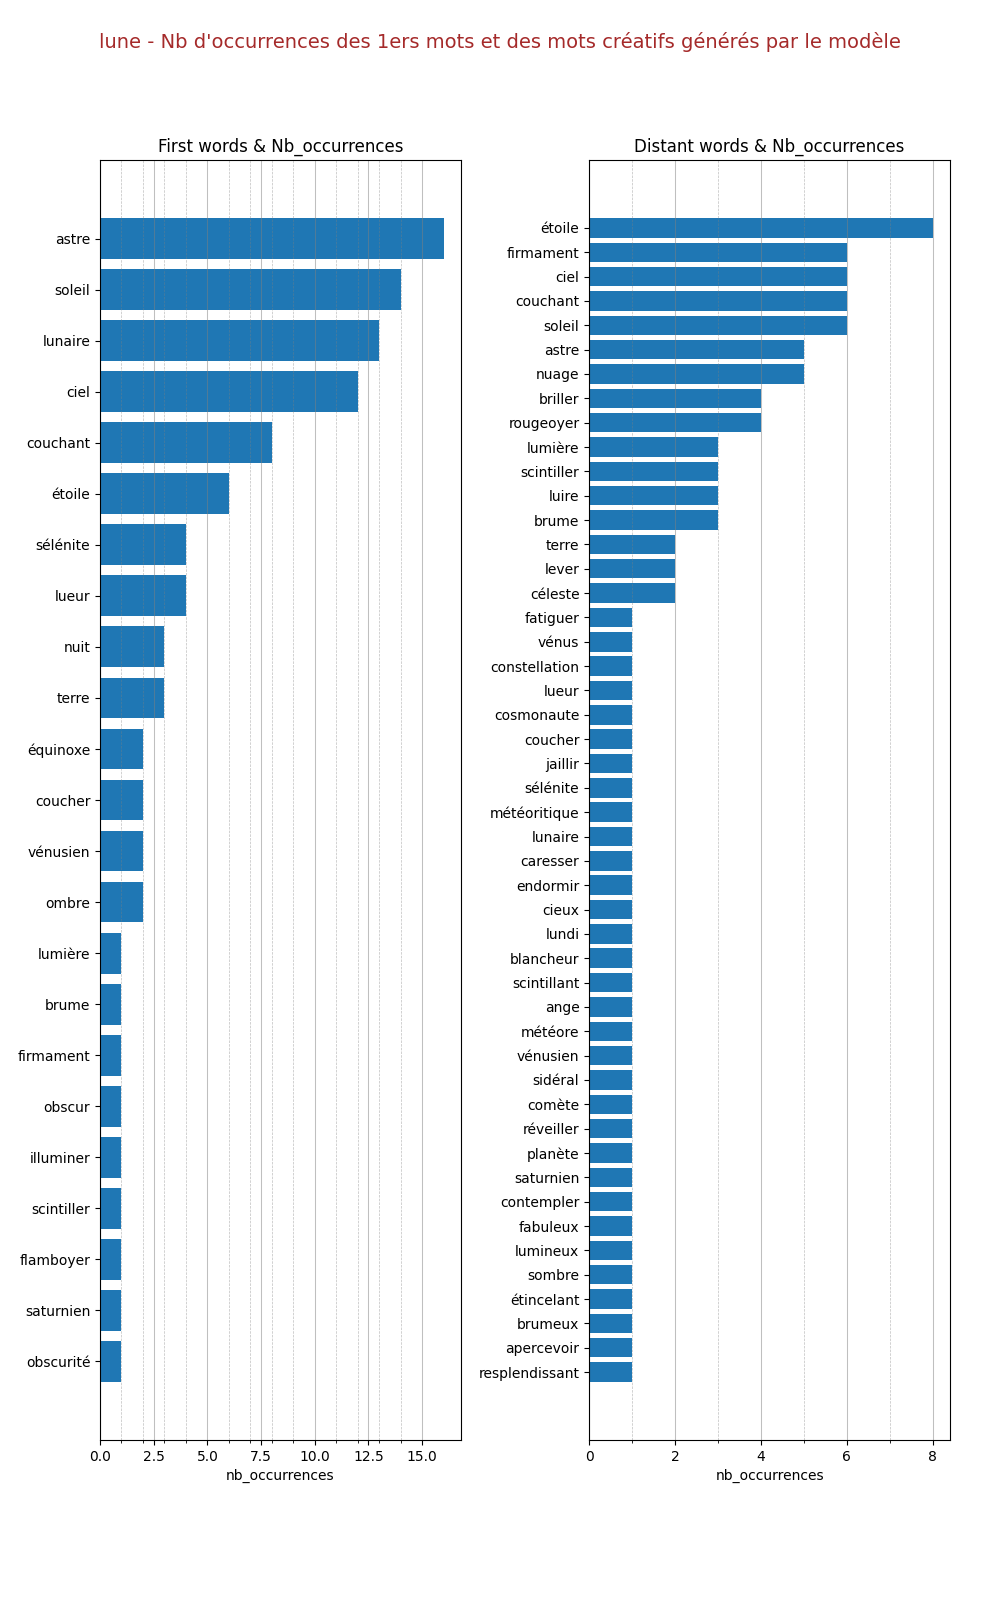 lune - Nb d'occurrences des 1ers mots et des mots créatifs générés par le modèle
First words & Nb_occurrences
astre
soleil
lunaire
ciel
couchant
étoile
sélénite
lueur
nuit
terre
équinoxe
coucher
vénusien
ombre
lumière
brume
firmament
obscur
illuminer
scintiller
flamboyer
saturnien
obscurité
0.0 2.5 5.0 7.5 10.0 12.5 15.0
nb_occurrences
Distant words & Nb_occurrences
étoile
firmament
ciel
couchant
soleil
astre
nuage
briller
rougeoyer
lumière
scintiller
luire
brume
terre
lever
céleste
fatiguer
vénus
constellation
lueur
cosmonaute
coucher
jaillir
sélénite
météoritique
lunaire
caresser
endormir
cieux
lundi
blancheur
scintillant
ange
météore
vénusien
sidéral
comète
réveiller
planète
saturnien
contempler
fabuleux
lumineux
sombre
étincelant
brumeux
apercevoir
resplendissant
0 2 4 6 8
nb_occurrences